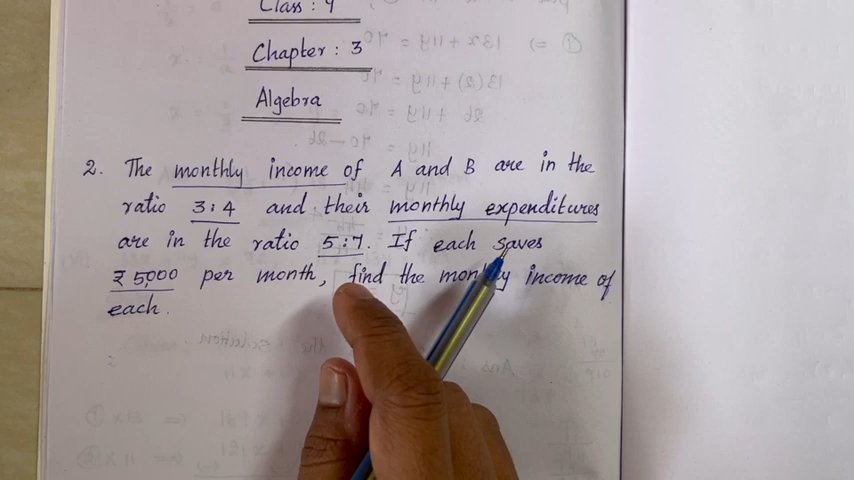 Class : 9
Chapter : 3
Algebra
2. The monthly income of A and B are in the
ratio 3:4 and their monthly expenditures
are in the ratio 5:7. If each saves
₹ 5,000 per month, find the monthly income of
each.